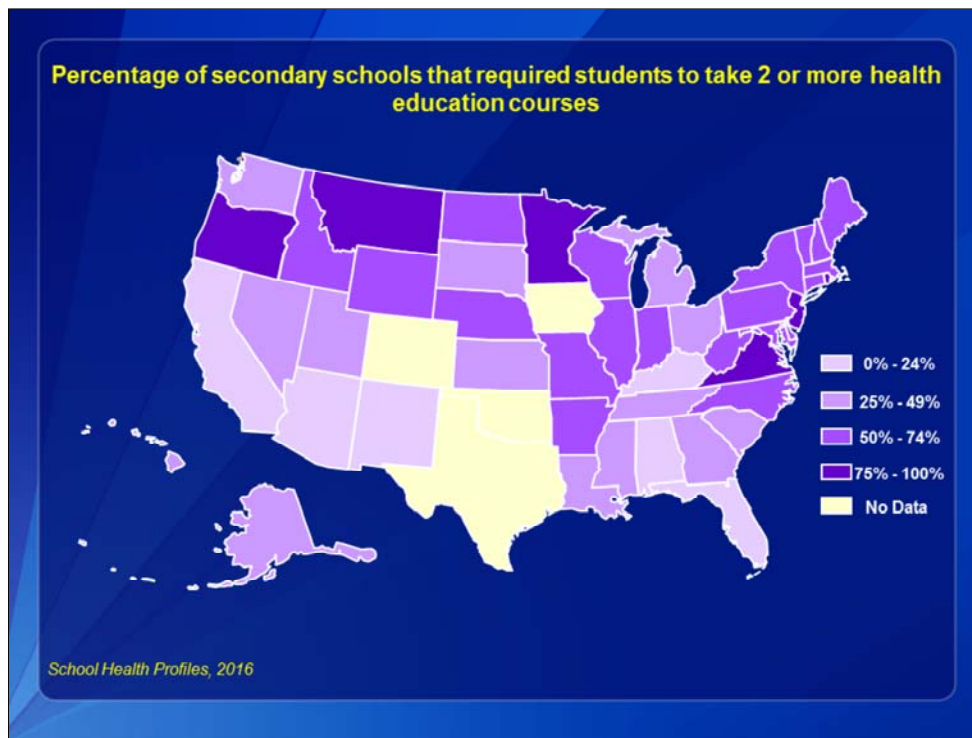 Percentage of secondary schools that required students to take 2 or more health
education courses
0% - 24%
25% - 49%
50% - 74%
75% - 100%
No Data
School Health Profiles, 2016